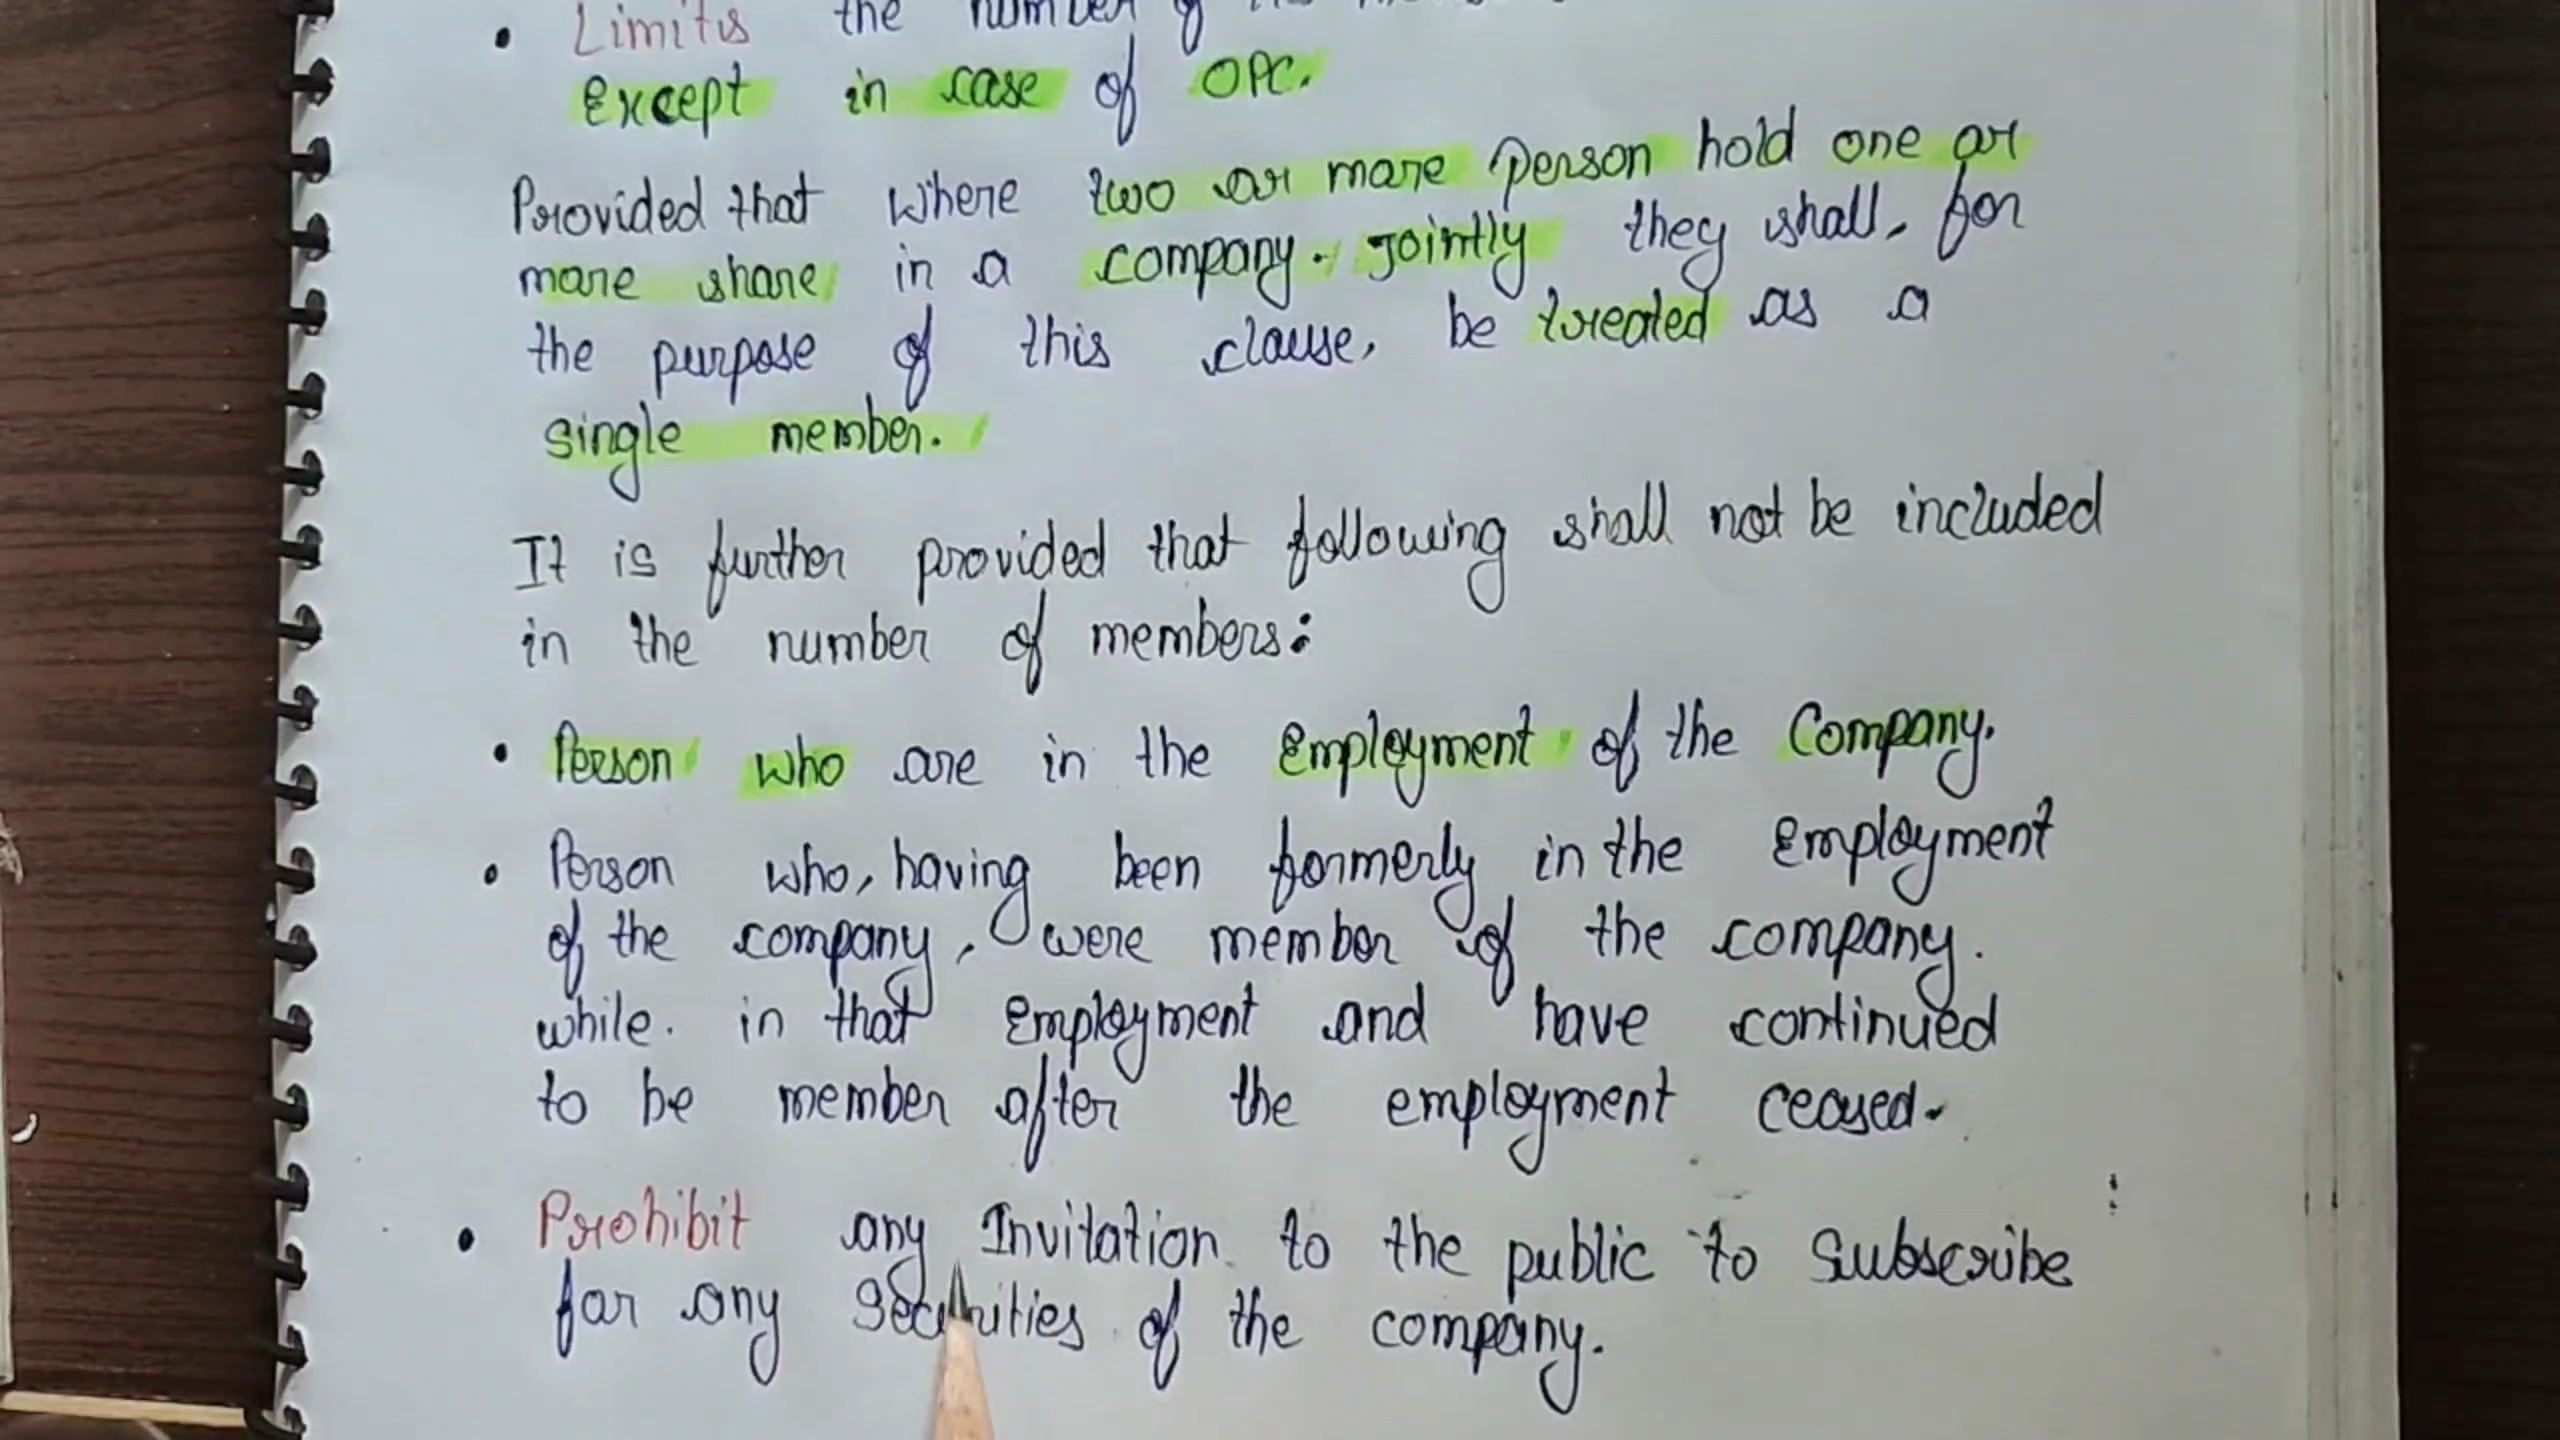 • Limits the number of
Except in case of OPC.
Provided that where two or more person hold one or
more share in a company. Jointly they shall, for
the purpose of this clause, be treated as a
single member.
It is further provided that following shall not be included
in the number of members:
• Person who are in the Employment of the Company.
• Person who, having been formerly in the Employment
of the company, were member of the company.
while. in that Employment and have continued
to be member after the employment ceased.
• Prohibit any Invitation to the public to Subscribe
for any Securities of the company.